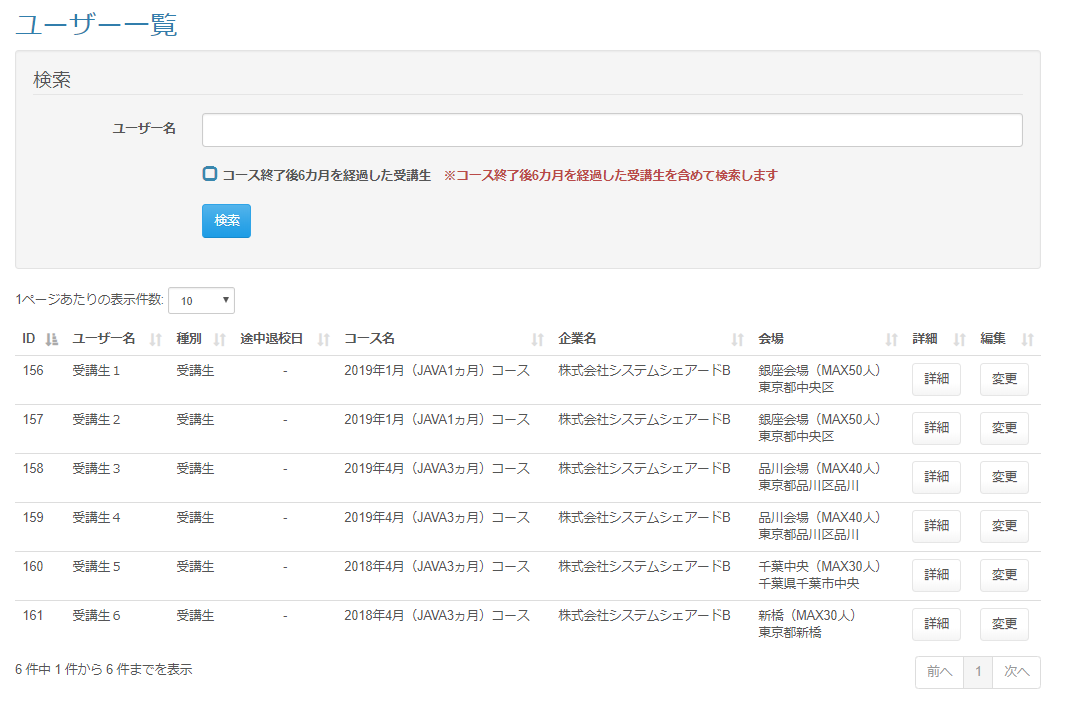 ユーザー一覧
検索
ユーザー名
コース終了後6カ月を経過した受講生 ※コース終了後6カ月を経過した受講生を含めて検索します
検索
1ページあたりの表示件数: 10
ID ユーザー名 種別 途中退校日 コース名 企業名 会場 詳細 編集
156 受講生１ 受講生 - 2019年1月（JAVA1ヵ月）コース 株式会社システムシェアードB 銀座会場（MAX50人） 詳細 変更
東京都中央区
157 受講生２ 受講生 - 2019年1月（JAVA1ヵ月）コース 株式会社システムシェアードB 銀座会場（MAX50人） 詳細 変更
東京都中央区
158 受講生３ 受講生 - 2019年4月（JAVA3ヵ月）コース 株式会社システムシェアードB 品川会場（MAX40人） 詳細 変更
東京都品川区品川
159 受講生４ 受講生 - 2019年4月（JAVA3ヵ月）コース 株式会社システムシェアードB 品川会場（MAX40人） 詳細 変更
東京都品川区品川
160 受講生５ 受講生 - 2018年4月（JAVA3ヵ月）コース 株式会社システムシェアードB 千葉中央（MAX30人） 詳細 変更
千葉県千葉市中央
161 受講生６ 受講生 - 2018年4月（JAVA3ヵ月）コース 株式会社システムシェアードB 新橋（MAX30人） 詳細 変更
東京都新橋
6 件中 1 件から 6 件までを表示 前へ 1 次へ